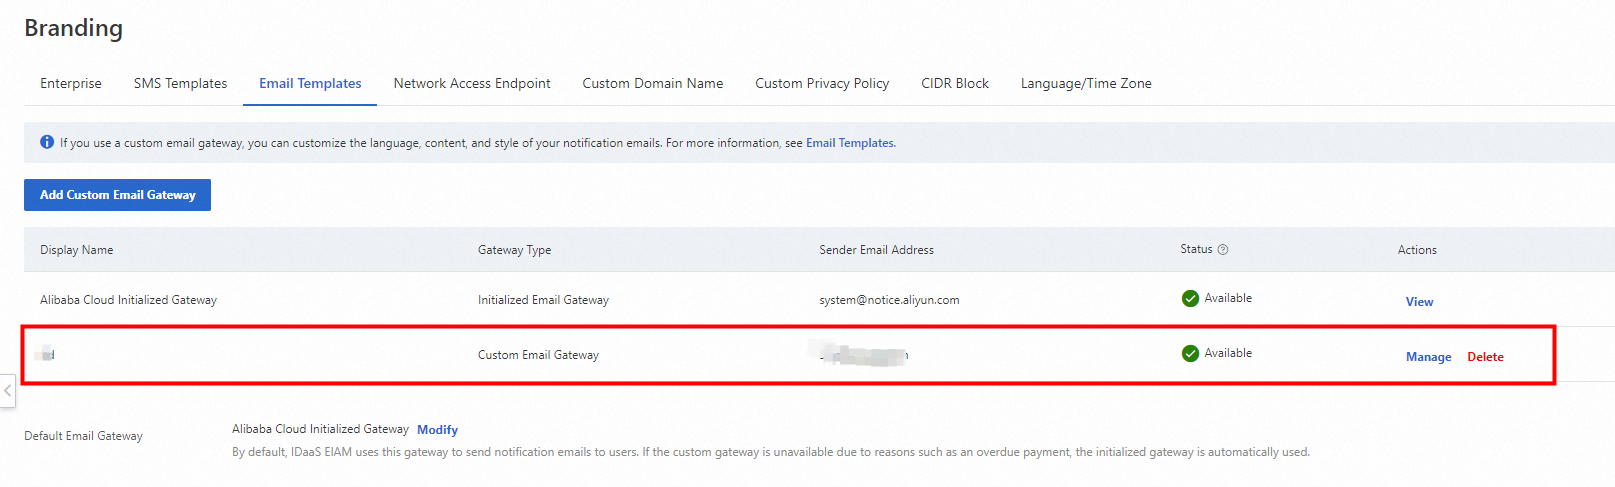 Branding
Enterprise SMS Templates Email Templates Network Access Endpoint Custom Domain Name Custom Privacy Policy CIDR Block Language/Time Zone
If you use a custom email gateway, you can customize the language, content, and style of your notification emails. For more information, see Email Templates.
Add Custom Email Gateway
Display Name Gateway Type Sender Email Address Status Actions
Alibaba Cloud Initialized Gateway Initialized Email Gateway system@notice.aliyun.com Available View
Custom Email Gateway Available Manage Delete
Default Email Gateway Alibaba Cloud Initialized Gateway Modify
By default, IDaaS EIAM uses this gateway to send notification emails to users. If the custom gateway is unavailable due to reasons such as an overdue payment, the initialized gateway is automatically used.